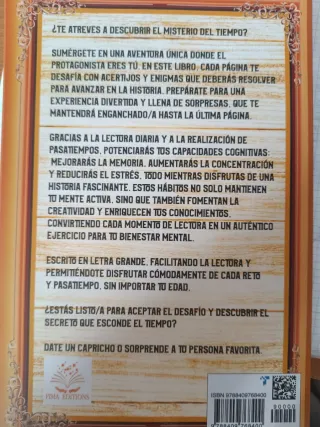 ¿TE ATREVES A DESCUBRIR EL MISTERIO DEL TIEMPO?
SUMÉRGETE EN UNA AVENTURA ÚNICA DONDE EL
PROTAGONISTA ERES TÚ. EN ESTE LIBRO, CADA PÁGINA TE
DESAFÍA CON ACERTIJOS Y ENIGMAS QUE DEBERÁS RESOLVER
PARA AVANZAR EN LA HISTORIA. PREPÁRATE PARA UNA
EXPERIENCIA DIVERTIDA Y LLENA DE SORPRESAS, QUE TE
MANTENDRÁ ENGANCHADO/A HASTA LA ÚLTIMA PÁGINA.
GRACIAS A LA LECTURA DIARIA Y A LA REALIZACIÓN DE
PASATIEMPOS, POTENCIARÁS TUS CAPACIDADES COGNITIVAS:
MEJORARÁS LA MEMORIA, AUMENTARÁS LA CONCENTRACIÓN
Y REDUCIRÁS EL ESTRÉS, TODO MIENTRAS DISFRUTAS DE UNA
HISTORIA FASCINANTE. ESTOS HÁBITOS NO SOLO MANTIENEN
TU MENTE ACTIVA, SINO QUE TAMBIÉN FOMENTAN LA
CREATIVIDAD Y ENRIQUECEN TUS CONOCIMIENTOS,
CONVIRTIENDO CADA MOMENTO DE LECTURA EN UN AUTÉNTICO
EJERCICIO PARA TU BIENESTAR MENTAL.
ESCRITO EN LETRA GRANDE, FACILITANDO LA LECTURA Y
PERMITIÉNDOTE DISFRUTAR CÓMODAMENTE DE CADA RETO
Y PASATIEMPO, SIN IMPORTAR TU EDAD.
¿ESTÁS LISTO/A PARA ACEPTAR EL DESAFÍO Y DESCUBRIR EL
SECRETO QUE ESCONDE EL TIEMPO?
DATE UN CAPRICHO O SORPRENDE A TU PERSONA FAVORITA.
EDITIONS
ISBN 9788409788400
90000
9 788409 788400